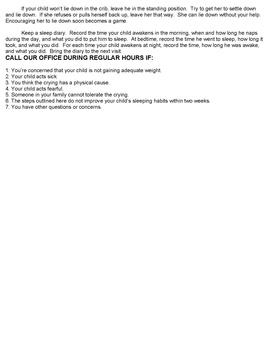 If your child won't lie down in the crib, leave he in the standing position.  Try to get her to settle down
and lie down.  If she refuses or pulls herself back up, leave her that way.  She can lie down without your help.
Encouraging her to lie down soon becomes a game.
Keep a sleep diary.  Record the time your child awakens in the morning, when and how long he naps
during the day, and what you did to put him to sleep.  At bedtime, record the time he went to sleep, how long it
took, and what you did.  For each time your child awakens at night, record the time, how long he was awake,
and what you did.  Bring the diary to the next visit
CALL OUR OFFICE DURING REGULAR HOURS IF:
1. You're concerned that your child is not gaining adequate weight.
2. Your child acts sick.
3. You think the crying has a physical cause.
4. Your child acts fearful.
5. Someone in your family cannot tolerate the crying.
6. The steps outlined here do not improve your child's sleeping habits within two weeks.
7. You have other questions or concerns.